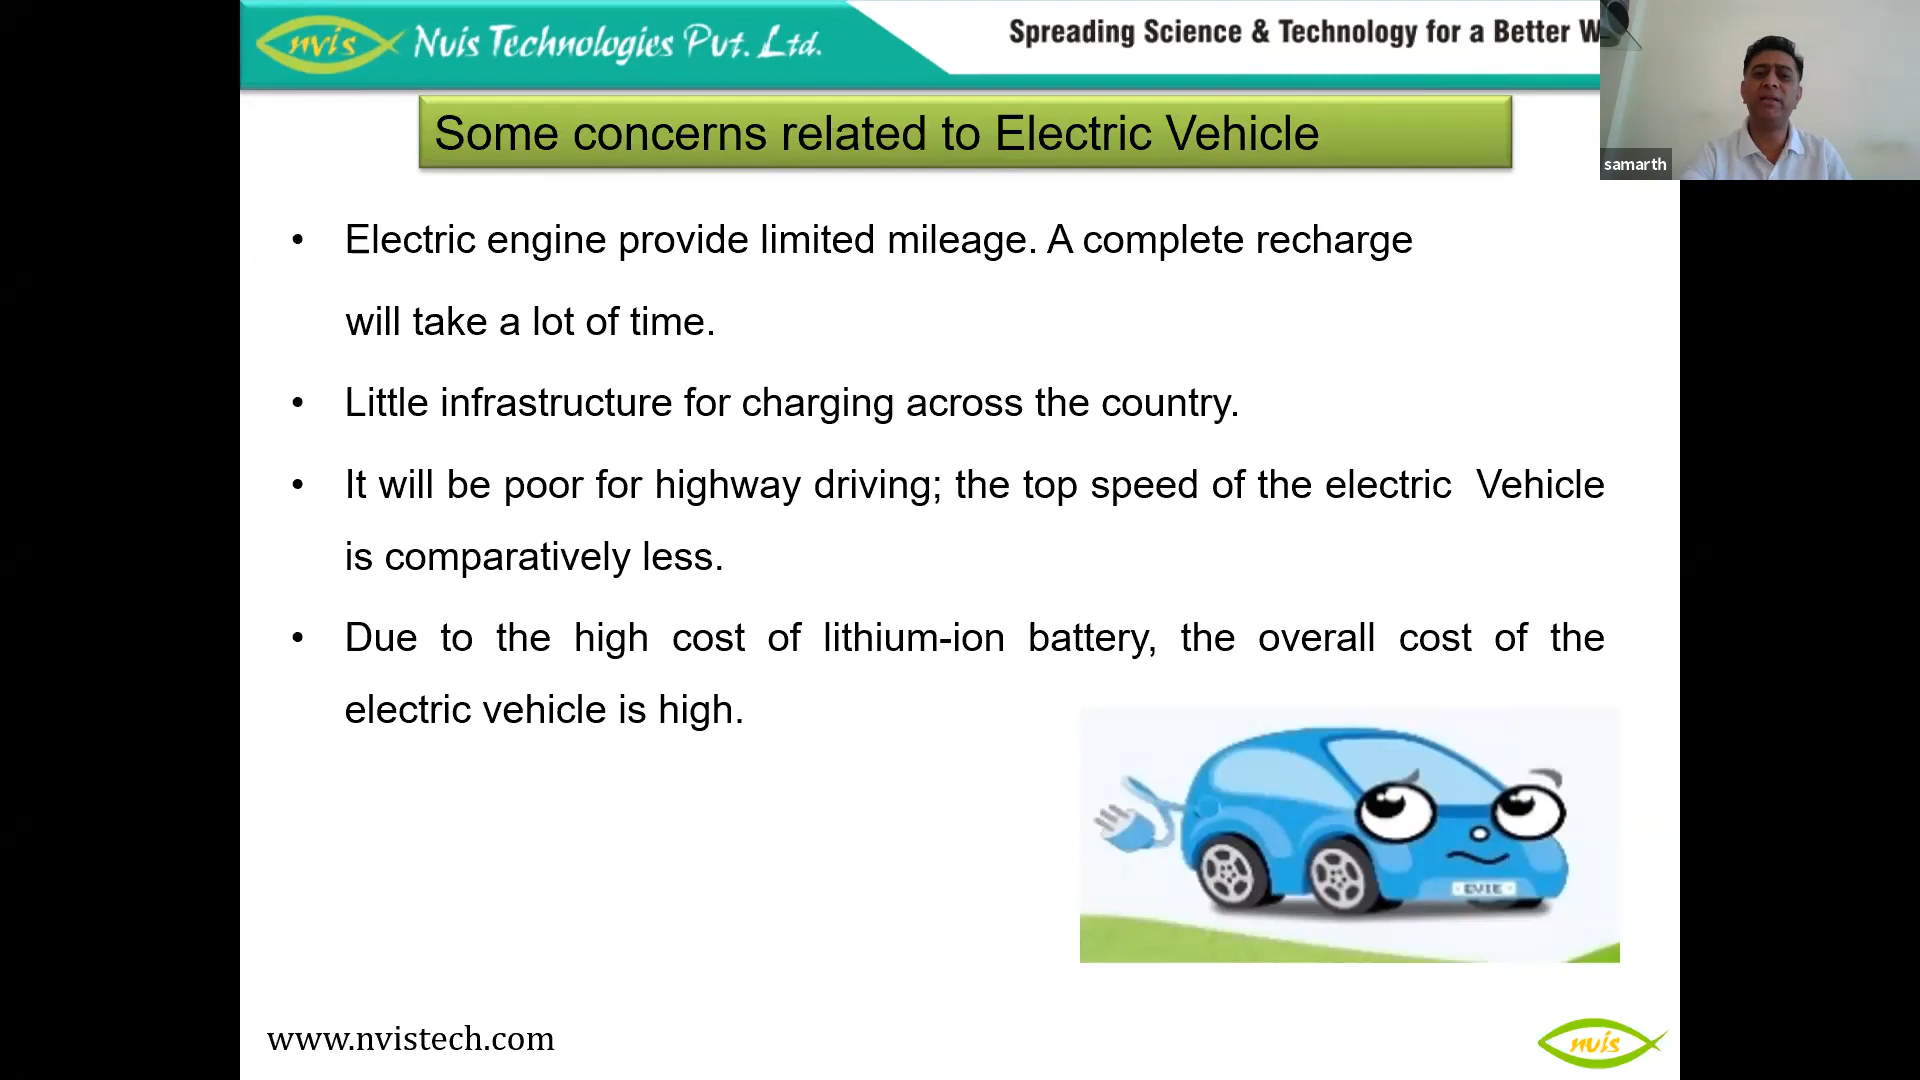 nvis Nvis Technologies Pvt. Ltd.
Spreading Science & Technology for a Better W
samarth
Some concerns related to Electric Vehicle
• Electric engine provide limited mileage. A complete recharge
will take a lot of time.
• Little infrastructure for charging across the country.
• It will be poor for highway driving; the top speed of the electric Vehicle
is comparatively less.
• Due to the high cost of lithium-ion battery, the overall cost of the
electric vehicle is high.
EVIE
www.nvistech.com
nvis